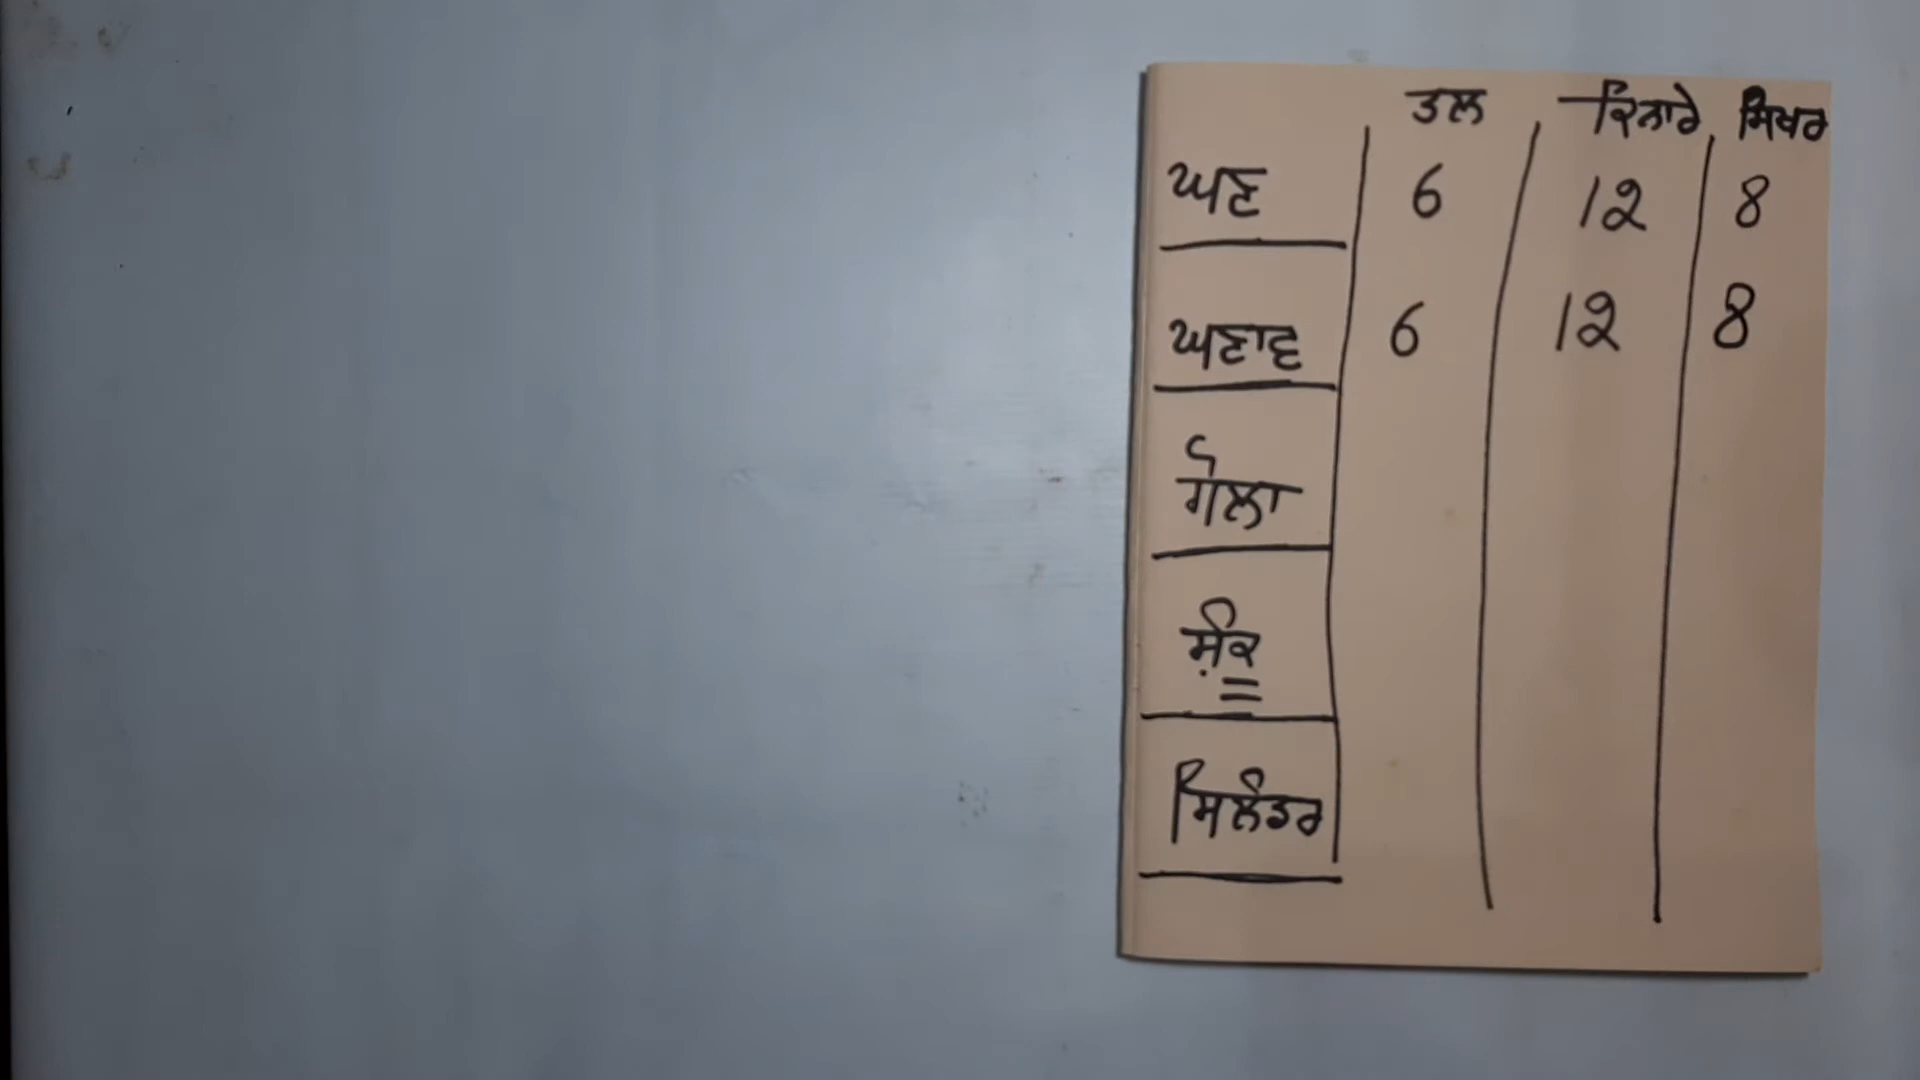 ਤਲ ਕਿਨਾਰੇ ਸਿਖਰ
ਘਣ 6 12 8
ਘਣਾਵ 6 12 8
ਗੋਲਾ
ਸ਼ੰਕੂ
ਸਿਲੰਡਰ